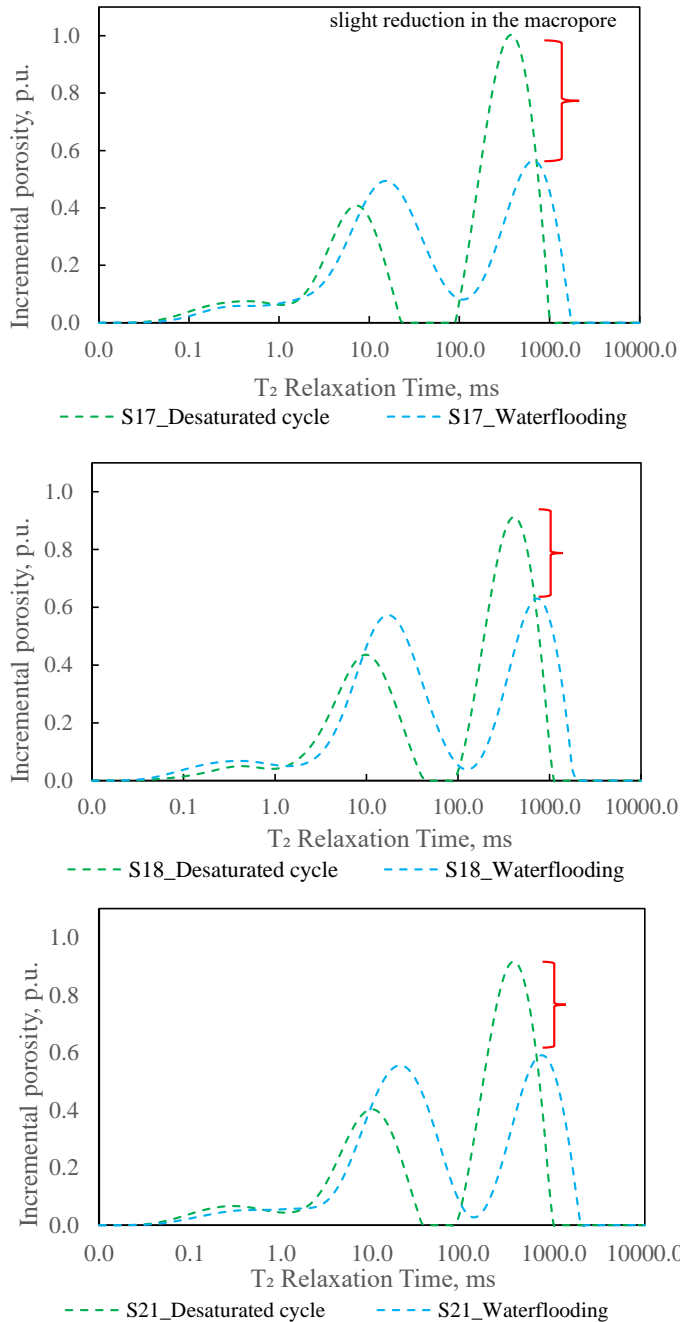 slight reduction in the macropore
Incremental porosity, p.u.
1.0
0.8
0.6
0.4
0.2
0.0
0.0 0.1 1.0 10.0 100.0 1000.0 10000.0
T₂ Relaxation Time, ms
S17_Desaturated cycle S17_Waterflooding
Incremental porosity, p.u.
1.0
0.8
0.6
0.4
0.2
0.0
0.0 0.1 1.0 10.0 100.0 1000.0 10000.0
T₂ Relaxation Time, ms
S18_Desaturated cycle S18_Waterflooding
Incremental porosity, p.u.
1.0
0.8
0.6
0.4
0.2
0.0
0.0 0.1 1.0 10.0 100.0 1000.0 10000.0
T₂ Relaxation Time, ms
S21_Desaturated cycle S21_Waterflooding